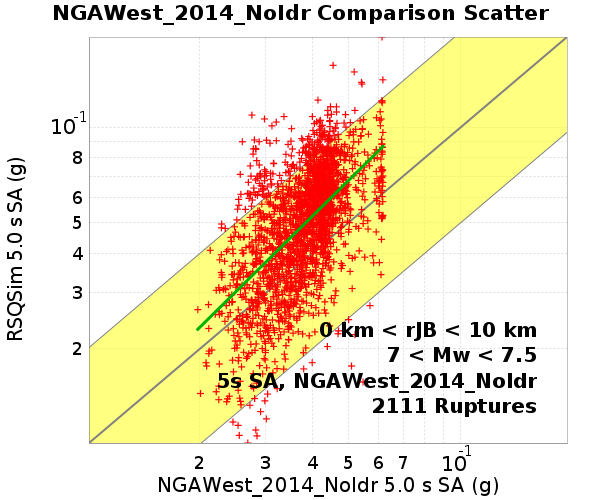 NGAWest_2014_NoIdr Comparison Scatter
RSQSim 5.0 s SA (g)
10⁻¹
8
6
5
4
3
2
0 km < rJB < 10 km
7 < Mw < 7.5
5s SA, NGAWest_2014_NoIdr
2111 Ruptures
2 3 4 5 6 7 10⁻¹
NGAWest_2014_NoIdr 5.0 s SA (g)